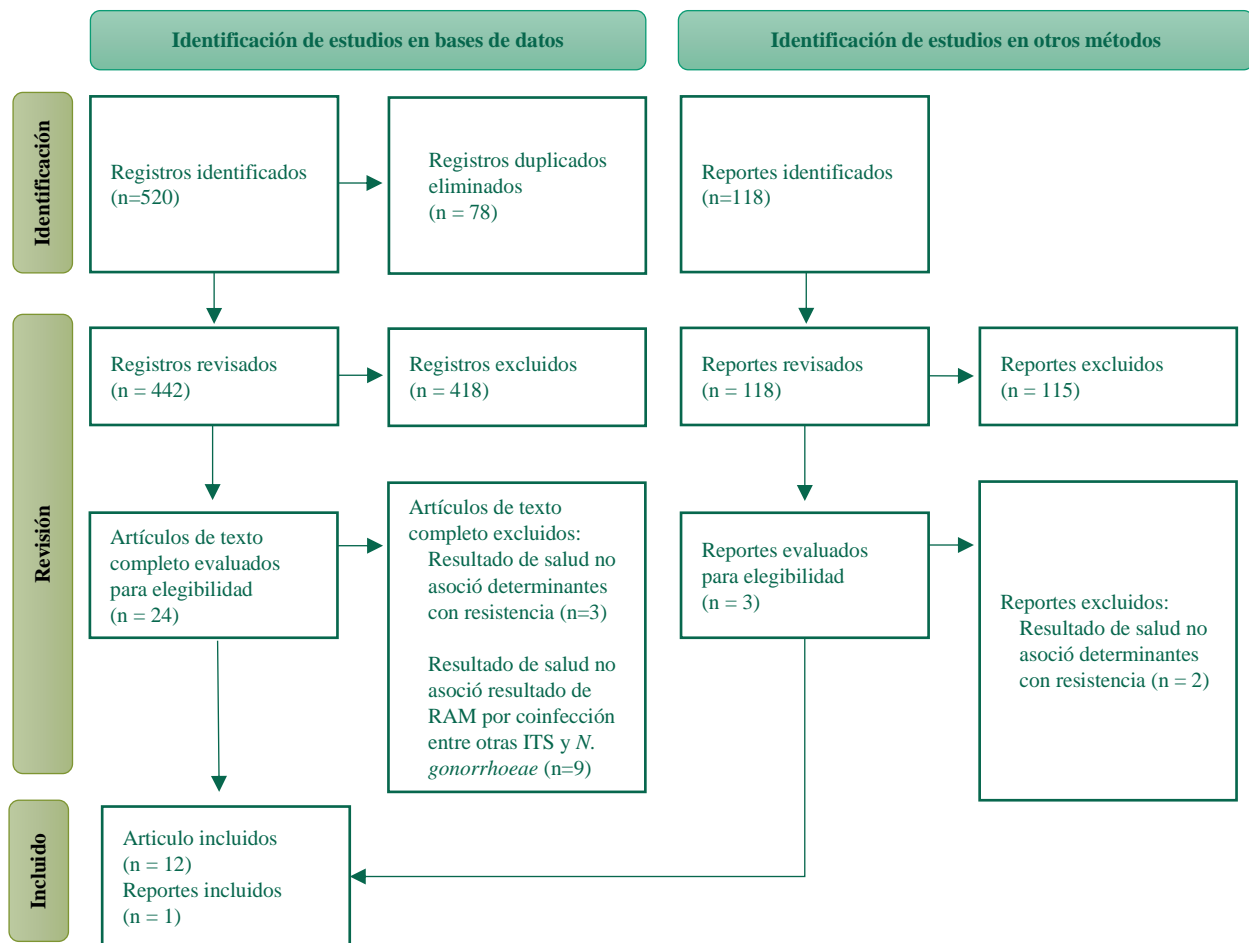 Identificación de estudios en bases de datos
Identificación de estudios en otros métodos
Identificación
Registros identificados
(n=520)
Registros duplicados
eliminados
(n = 78)
Reportes identificados
(n=118)
Revisión
Registros revisados
(n = 442)
Registros excluidos
(n = 418)
Reportes revisados
(n = 118)
Reportes excluidos
(n = 115)
Artículos de texto
completo evaluados
para elegibilidad
(n = 24)
Artículos de texto
completo excluidos:
Resultado de salud no
asoció determinantes
con resistencia (n=3)
Resultado de salud no
asoció resultado de
RAM por coinfección
entre otras ITS y N.
gonorrhoeae (n=9)
Reportes evaluados
para elegibilidad
(n = 3)
Reportes excluidos:
Resultado de salud no
asoció determinantes
con resistencia (n = 2)
Incluido
Articulo incluidos
(n = 12)
Reportes incluidos
(n = 1)